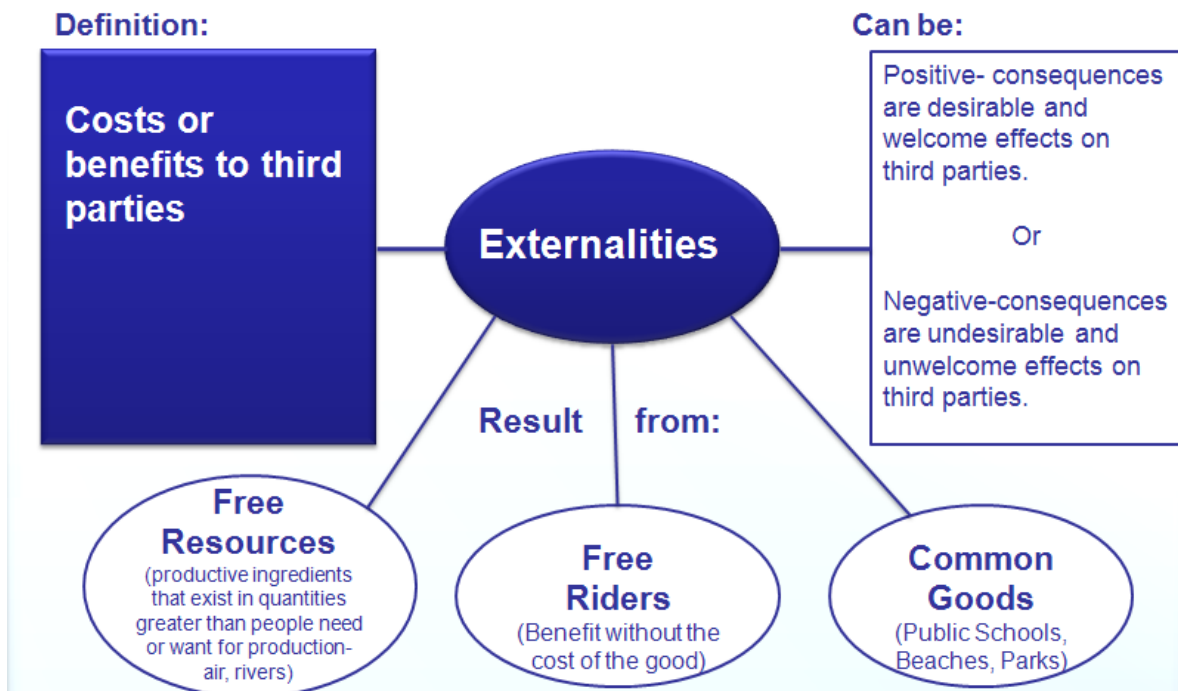 Definition:
Can be:
Costs or
benefits to third
parties
Externalities
Positive- consequences
are desirable and
welcome effects on
third parties.
Or
Negative-consequences
are undesirable and
unwelcome effects on
third parties.
Result from:
Free
Resources
(productive ingredients
that exist in quantities
greater than people need
or want for production-
air, rivers)
Free
Riders
(Benefit without the
cost of the good)
Common
Goods
(Public Schools,
Beaches, Parks)